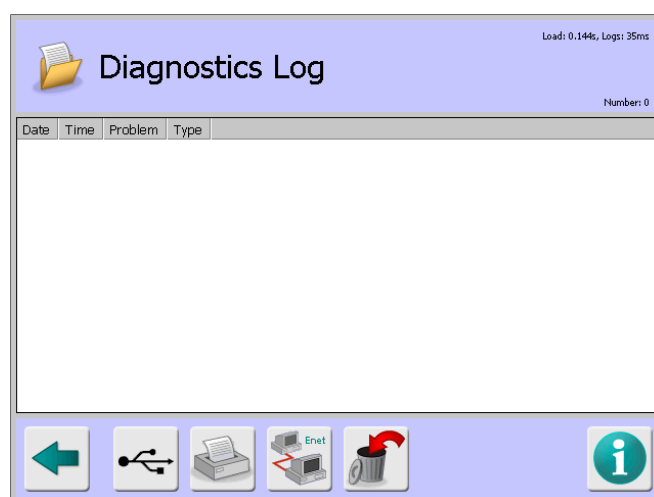 Load: 0.144s, Logs: 35ms
Diagnostics Log
Number: 0
Date Time Problem Type
Enet